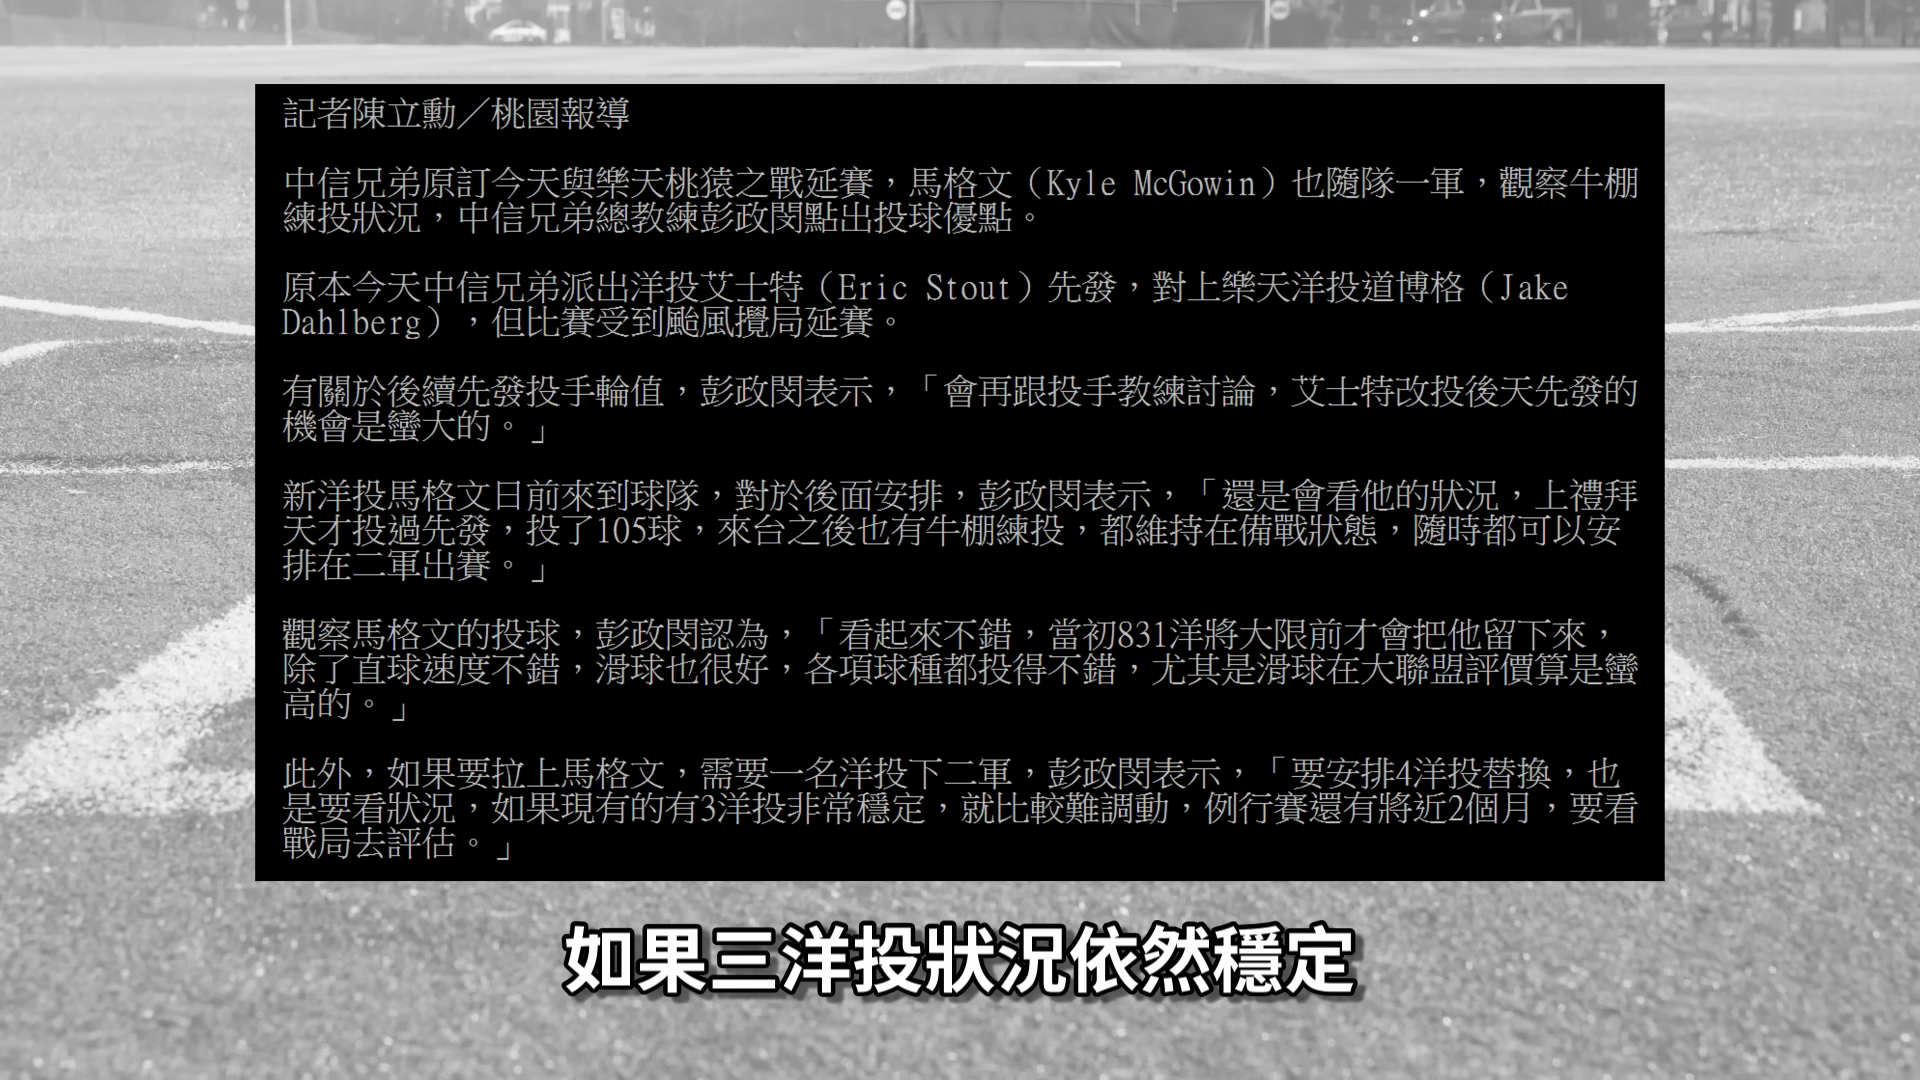 記者陳立勳／桃園報導
中信兄弟原訂今天與樂天桃猿之戰延賽，馬格文（Kyle McGowin）也隨隊一軍，觀察牛棚
練投狀況，中信兄弟總教練彭政閔點出投球優點。
原本今天中信兄弟派出洋投艾士特（Eric Stout）先發，對上樂天洋投道博格（Jake
Dahlberg），但比賽受到颱風攪局延賽。
有關於後續先發投手輪值，彭政閔表示，「會再跟投手教練討論，艾士特改投後天先發的
機會是蠻大的。」
新洋投馬格文日前來到球隊，對於後面安排，彭政閔表示，「還是會看他的狀況，上禮拜
天才投過先發，投了105球，來台之後也有牛棚練投，都維持在備戰狀態，隨時都可以安
排在二軍出賽。」
觀察馬格文的投球，彭政閔認為，「看起來不錯，當初831洋將大限前才會把他留下來，
除了直球速度不錯，滑球也很好，各項球種都投得不錯，尤其是滑球在大聯盟評價算是蠻
高的。」
此外，如果要拉上馬格文，需要一名洋投下二軍，彭政閔表示，「要安排4洋投替換，也
是要看狀況，如果現有的有3洋投非常穩定，就比較難調動，例行賽還有將近2個月，要看
戰局去評估。」
如果三洋投狀況依然穩定